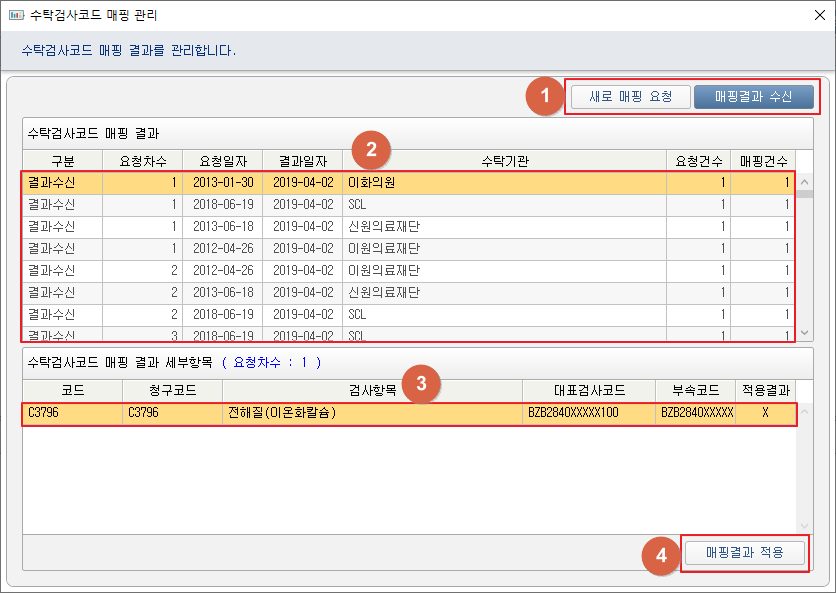 수탁검사코드 매핑 관리
수탁검사코드 매핑 결과를 관리합니다.
1 새로 매핑 요청 매핑결과 수신
수탁검사코드 매핑 결과
2
구분 요청차수 요청일자 결과일자 수탁기관 요청건수 매핑건수
결과수신 1 2013-01-30 2019-04-02 이화의원 1 1
결과수신 1 2018-06-19 2019-04-02 SCL 1 1
결과수신 1 2013-06-18 2019-04-02 신원의료재단 1 1
결과수신 1 2012-04-26 2019-04-02 이원의료재단 1 1
결과수신 2 2012-04-26 2019-04-02 이원의료재단 1 1
결과수신 2 2013-06-18 2019-04-02 신원의료재단 1 1
결과수신 2 2018-06-19 2019-04-02 SCL 1 1
결과수신 3 2018-06-19 2019-04-02 SCL 1 1
수탁검사코드 매핑 결과 세부항목 ( 요청차수 : 1 )
3
코드 청구코드 검사항목 대표검사코드 부속코드 적용결과
C3796 C3796 전해질(이온화칼슘) BZB2840XXXXX100 BZB2840XXXXX X
4 매핑결과 적용